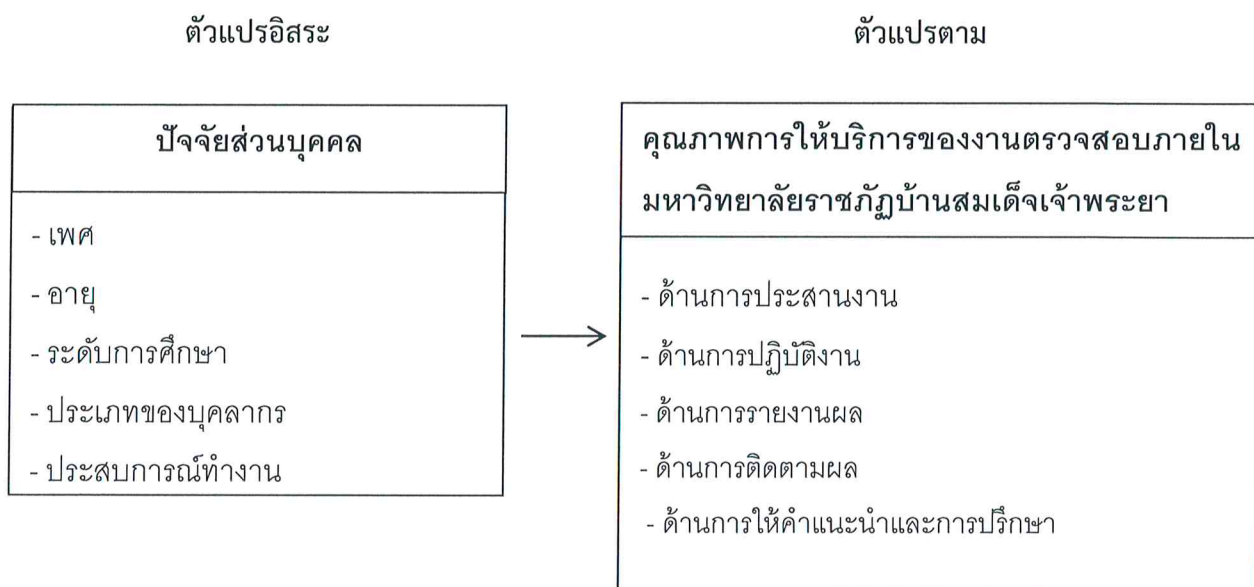 ตัวแปรอิสระ
ตัวแปรตาม
ปัจจัยส่วนบุคคล
- เพศ
- อายุ
- ระดับการศึกษา
- ประเภทของบุคลากร
- ประสบการณ์ทำงาน
คุณภาพการให้บริการของงานตรวจสอบภายใน
มหาวิทยาลัยราชภัฏบ้านสมเด็จเจ้าพระยา
- ด้านการประสานงาน
- ด้านการปฏิบัติงาน
- ด้านการรายงานผล
- ด้านการติดตามผล
- ด้านการให้คำแนะนำและการปรึกษา